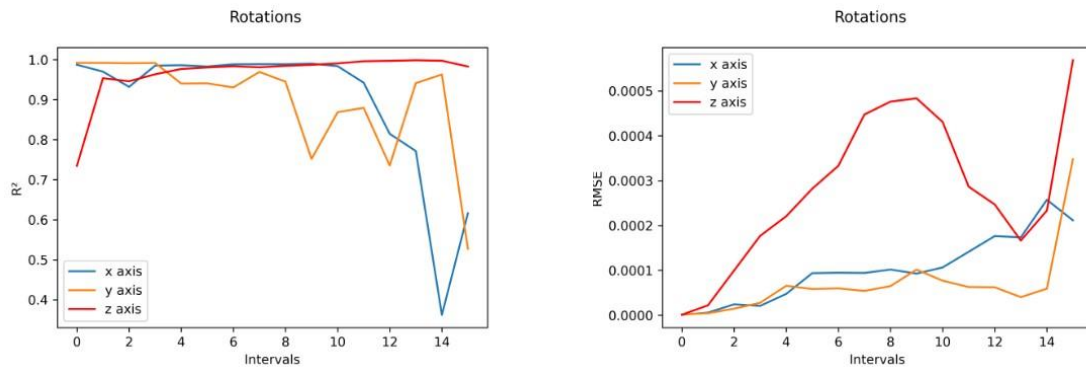 Rotations
1.0
0.9
0.8
0.7
0.6
0.5
0.4
R²
x axis
y axis
z axis
0 2 4 6 8 10 12 14
Intervals
Rotations
x axis
y axis
z axis
0.0005
0.0004
0.0003
0.0002
0.0001
0.0000
RMSE
0 2 4 6 8 10 12 14
Intervals